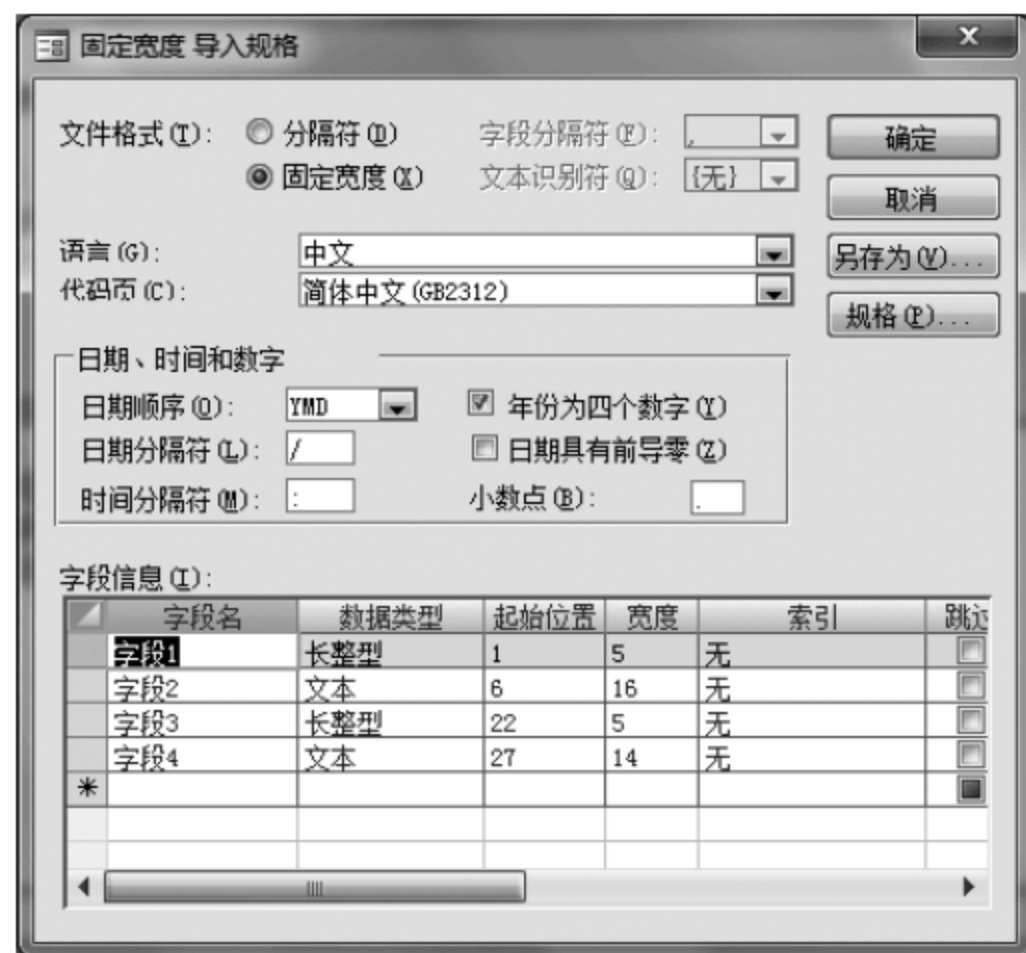 固定宽度 导入规格
文件格式(T): 分隔符(D) 字段分隔符(F): , 确定
固定宽度(X) 文本识别符(Q): {无} 取消
语言(G): 中文 另存为(V)...
代码页(C): 简体中文(GB2312) 规格(P)...
日期、时间和数字
日期顺序(O): YMD 年份为四个数字(Y)
日期分隔符(L): / 日期具有前导零(Z)
时间分隔符(M): : 小数点(B): .
字段信息(I):
字段名 数据类型 起始位置 宽度 索引 跳过
字段1 长整型 1 5 无
字段2 文本 6 16 无
字段3 长整型 22 5 无
字段4 文本 27 14 无
*